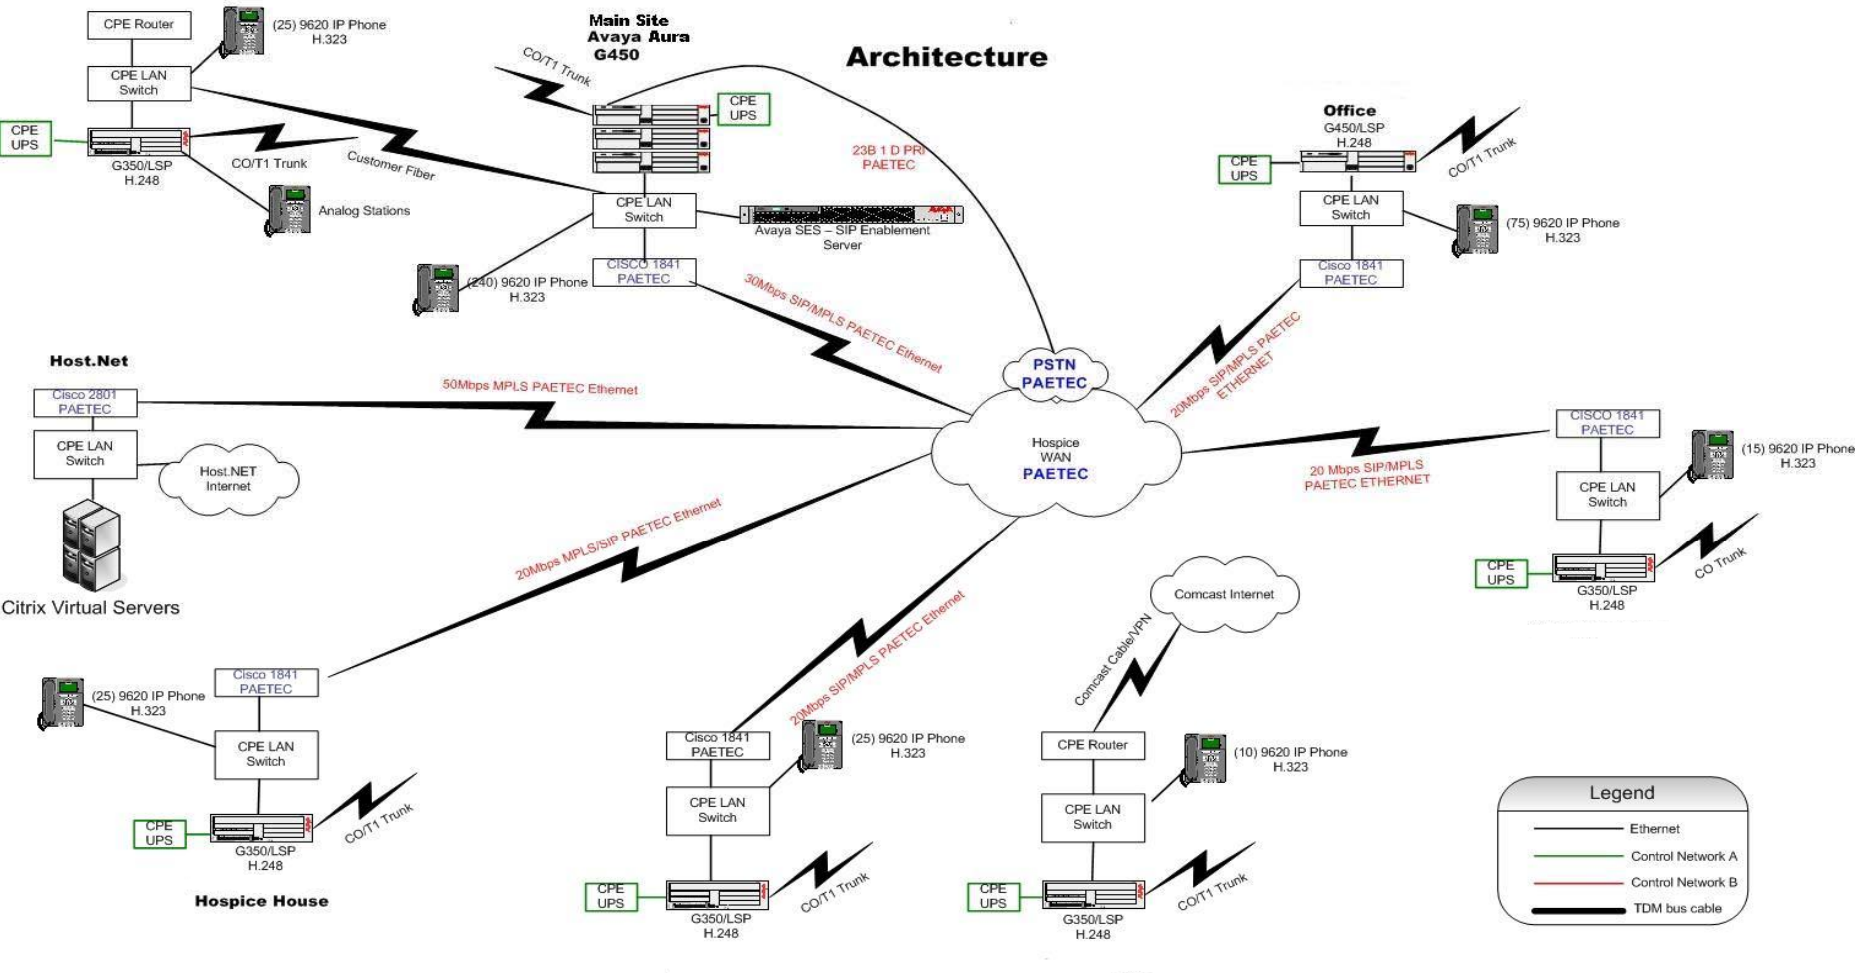 Architecture
CPE Router
(25) 9620 IP Phone
H.323
CPE LAN
Switch
CPE
UPS
G350/LSP
H.248
CO/T1 Trunk
Customer Fiber
Analog Stations
Main Site
Avaya Aura
G450
CO/T1 Trunk
CPE
UPS
23B 1 D PRI
PAETEC
CPE LAN
Switch
Avaya SES – SIP Enablement
Server
(240) 9620 IP Phone
H.323
CISCO 1841
PAETEC
30Mbps SIP/MPLS PAETEC Ethernet
Office
G450/LSP
H.248
CPE
UPS
CO/T1 Trunk
CPE LAN
Switch
(75) 9620 IP Phone
H.323
Cisco 1841
PAETEC
20Mbps SIP/MPLS PAETEC
ETHERNET
Host.Net
Cisco 2801
PAETEC
50Mbps MPLS PAETEC Ethernet
CPE LAN
Switch
Host.NET
Internet
Citrix Virtual Servers
PSTN
PAETEC
Hospice
WAN
PAETEC
20 Mbps SIP/MPLS
PAETEC ETHERNET
CISCO 1841
PAETEC
(15) 9620 IP Phone
H.323
CPE LAN
Switch
CPE
UPS
CO Trunk
G350/LSP
H.248
20Mbps MPLS/SIP PAETEC Ethernet
Cisco 1841
PAETEC
(25) 9620 IP Phone
H.323
CPE LAN
Switch
CPE
UPS
CO/T1 Trunk
G350/LSP
H.248
Hospice House
20Mbps SIP/MPLS PAETEC Ethernet
Cisco 1841
PAETEC
(25) 9620 IP Phone
H.323
CPE LAN
Switch
CPE
UPS
CO/T1 Trunk
G350/LSP
H.248
Comcast Internet
Comcast Cable/VPN
CPE Router
(10) 9620 IP Phone
H.323
CPE LAN
Switch
CPE
UPS
CO/T1 Trunk
G350/LSP
H.248
Legend
Ethernet
Control Network A
Control Network B
TDM bus cable